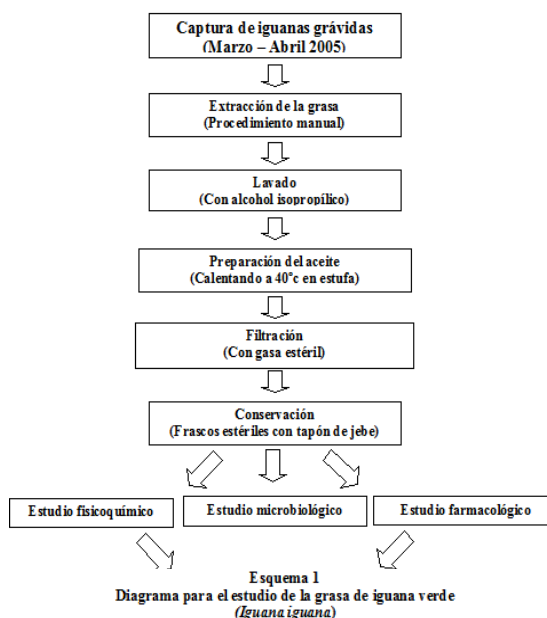 Captura de iguanas grávidas
(Marzo – Abril 2005)
Extracción de la grasa
(Procedimiento manual)
Lavado
(Con alcohol isopropílico)
Preparación del aceite
(Calentando a 40°c en estufa)
Filtración
(Con gasa estéril)
Conservación
(Frascos estériles con tapón de jebe)
Estudio fisicoquímico
Estudio microbiológico
Estudio farmacológico
Esquema 1
Diagrama para el estudio de la grasa de iguana verde
(Iguana iguana)